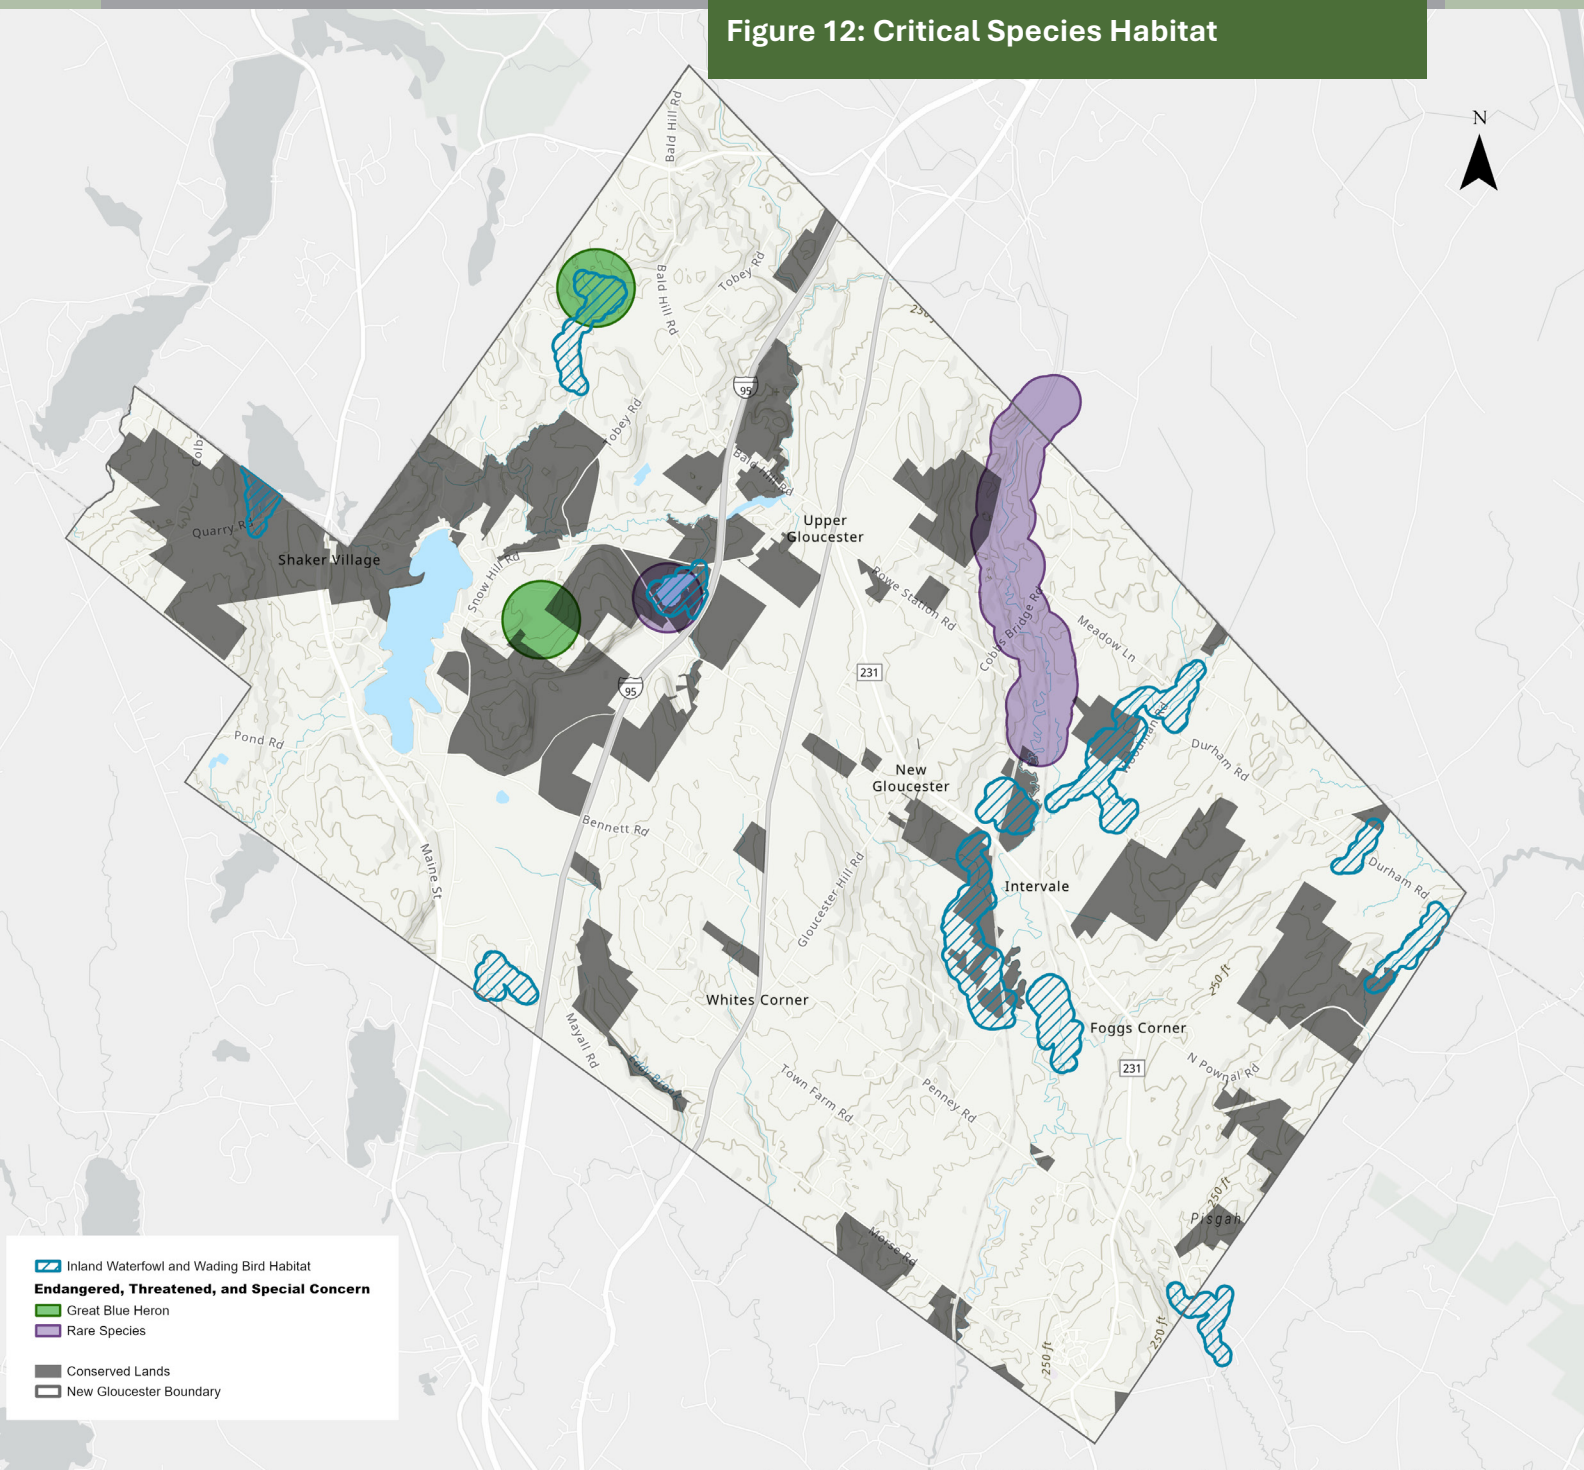 Figure 12: Critical Species Habitat
N
Bald Hill Rd
Tobey Rd
Bald Hill Rd
95
Tobey Rd
Bald Hill Rd
Quarry Rd
Shaker Village
Upper
Gloucester
Snow Hill Rd
Rowe Station Rd
Cobbs Bridge Rd
Meadow Ln
231
95
Pond Rd
Durham Rd
New
Gloucester
Bennett Rd
Maine St
Gloucester Hill Rd
Intervale
Durham Rd
250 ft
Whites Corner
Foggs Corner
Mayall Rd
Eddy Brook
Town Farm Rd
Penney Rd
231
N Pownal Rd
250 ft
Pisgah
Morse Rd
250 ft
250 ft
Inland Waterfowl and Wading Bird Habitat
Endangered, Threatened, and Special Concern
Great Blue Heron
Rare Species
Conserved Lands
New Gloucester Boundary